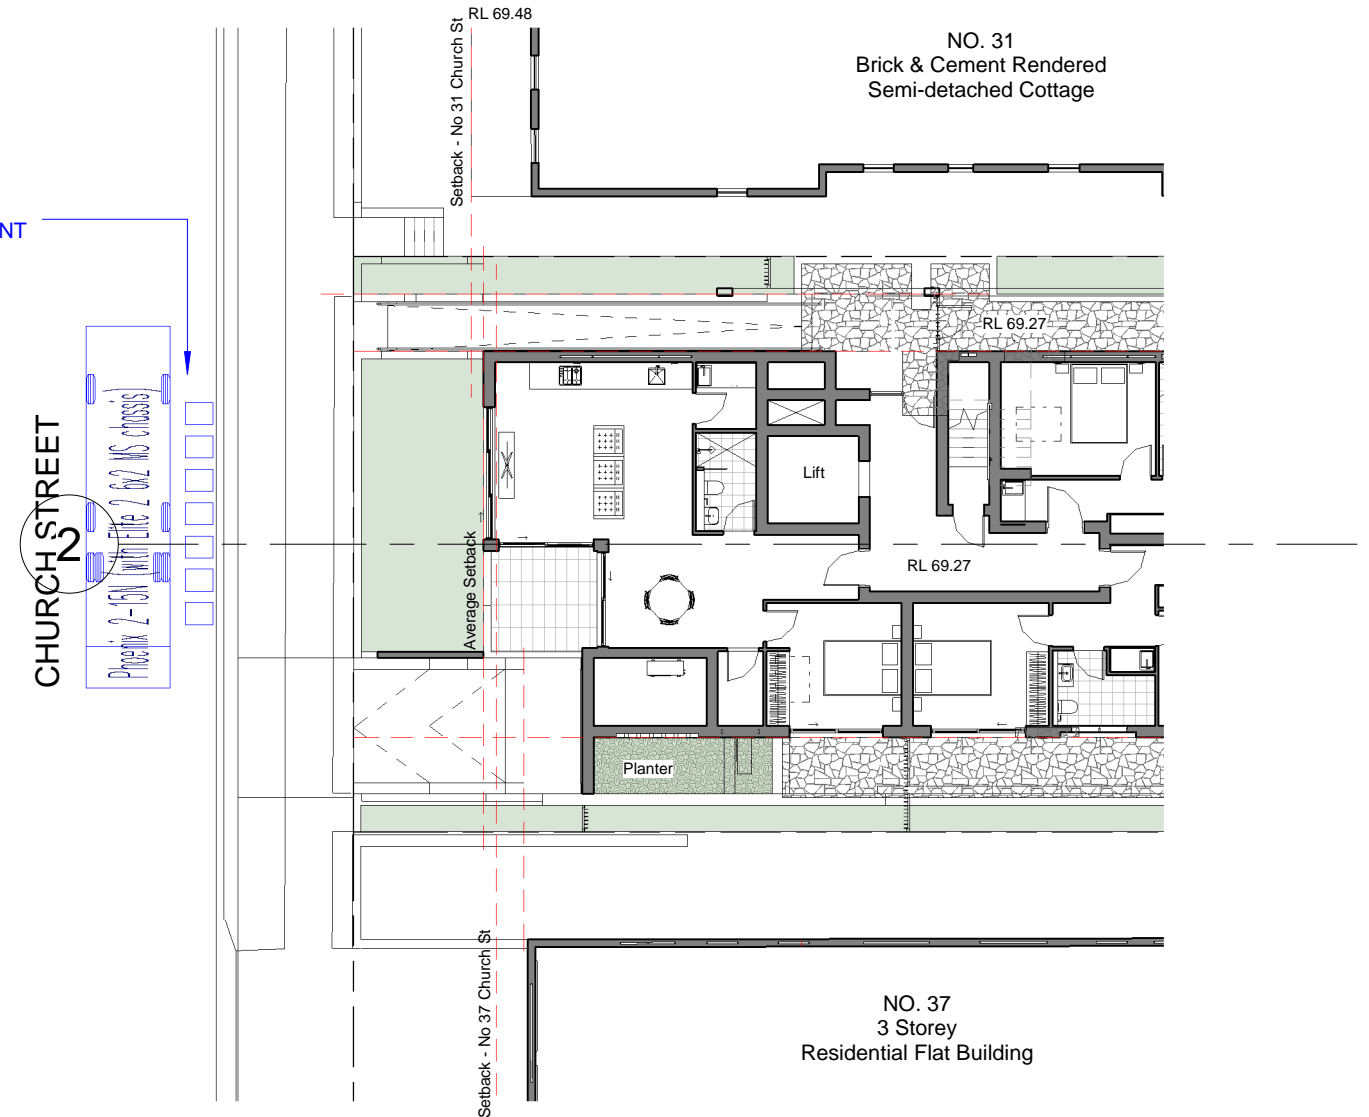 RL 69.48
Setback - No 31 Church St
NO. 31
Brick & Cement Rendered
Semi-detached Cottage
NT
RL 69.27
CHURCH STREET
2
Phoenix 2-15N (with Elite 2 6x2 MS chassis)
Lift
Average Setback
RL 69.27
Planter
Setback - No 37 Church St
NO. 37
3 Storey
Residential Flat Building